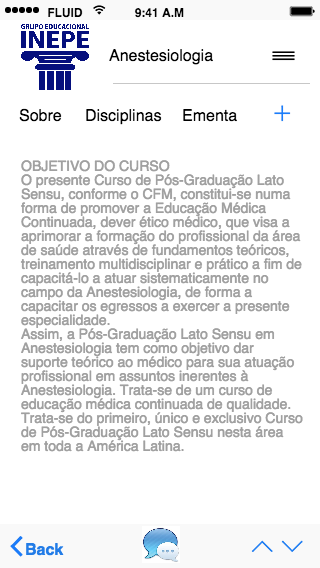 FLUID 9:41 A.M
GRUPO EDUCACIONAL
INEPE
Anestesiologia
Sobre Disciplinas Ementa +
OBJETIVO DO CURSO
O presente Curso de Pós-Graduação Lato
Sensu, conforme o CFM, constitui-se numa
forma de promover a Educação Médica
Continuada, dever ético médico, que visa a
aprimorar a formação do profissional da área
de saúde através de fundamentos teóricos,
treinamento multidisciplinar e prático a fim de
capacitá-lo a atuar sistematicamente no
campo da Anestesiologia, de forma a
capacitar os egressos a exercer a presente
especialidade.
Assim, a Pós-Graduação Lato Sensu em
Anestesiologia tem como objetivo dar
suporte teórico ao médico para sua atuação
profissional em assuntos inerentes à
Anestesiologia. Trata-se de um curso de
educação médica continuada de qualidade.
Trata-se do primeiro, único e exclusivo Curso
de Pós-Graduação Lato Sensu nesta área
em toda a América Latina.
Back